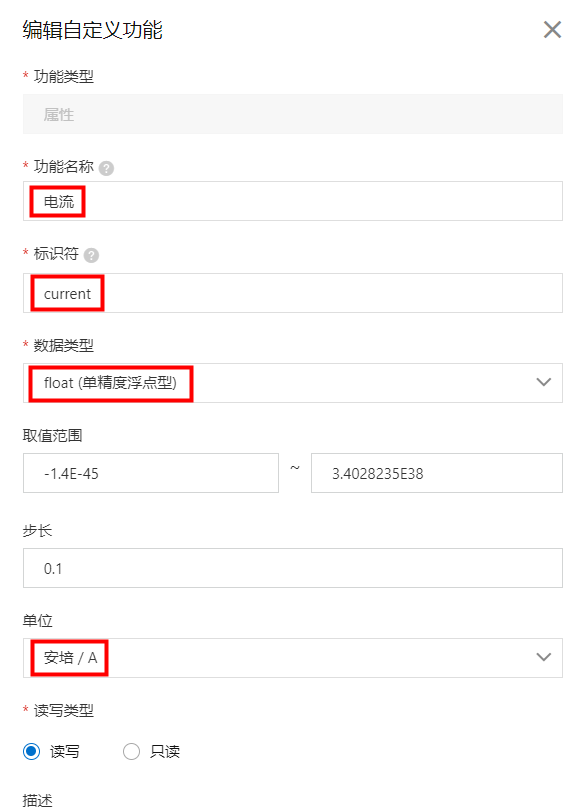 编辑自定义功能
* 功能类型
属性
* 功能名称 ?
电流
* 标识符 ?
current
* 数据类型
float (单精度浮点型)
取值范围
-1.4E-45 ~ 3.4028235E38
步长
0.1
单位
安培 / A
* 读写类型
读写 只读
描述